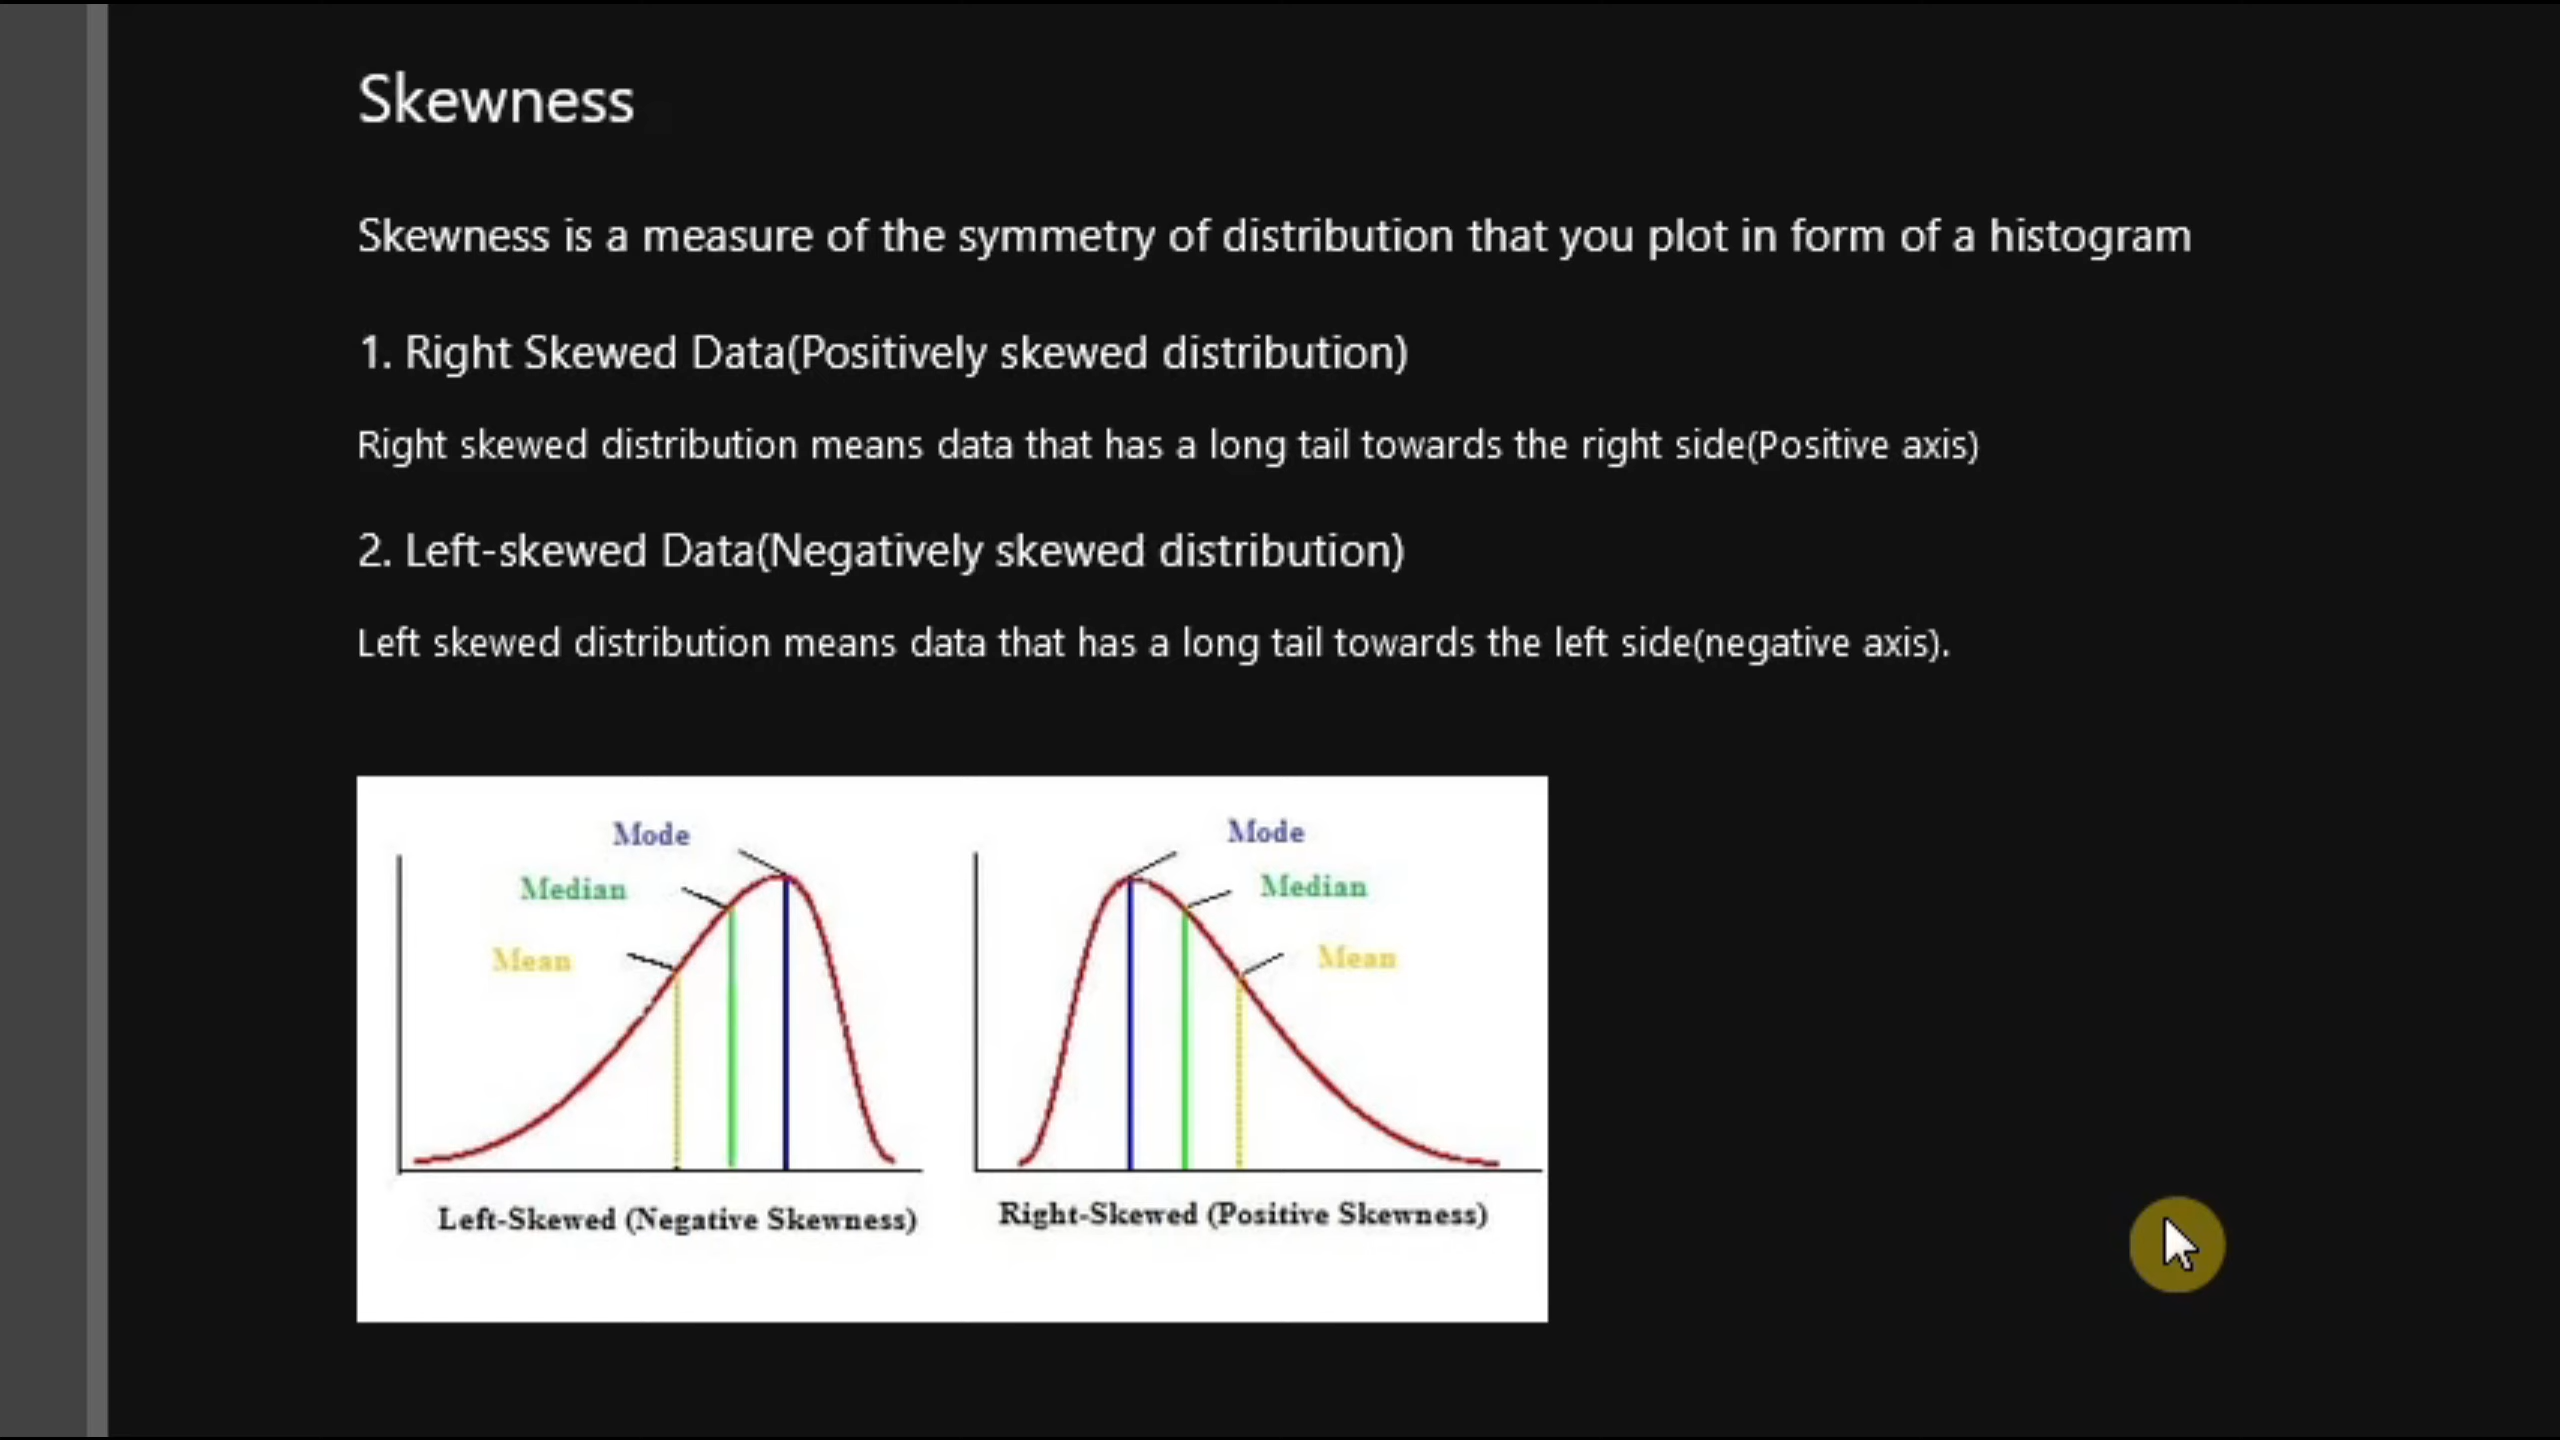 Skewness
Skewness is a measure of the symmetry of distribution that you plot in form of a histogram
1. Right Skewed Data(Positively skewed distribution)
Right skewed distribution means data that has a long tail towards the right side(Positive axis)
2. Left-skewed Data(Negatively skewed distribution)
Left skewed distribution means data that has a long tail towards the left side(negative axis).
Mode
Median
Mean
Left-Skewed (Negative Skewness)
Mode
Median
Mean
Right-Skewed (Positive Skewness)